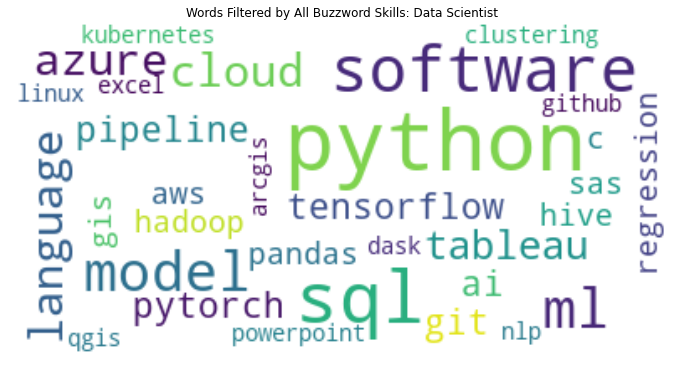 Words Filtered by All Buzzword Skills: Data Scientist
kubernetes
clustering
azure
cloud
software
linux
excel
github
python
pipeline
c
regression
language
arcgis
aws
sas
gis
hadoop
tensorflow
hive
model
pandas
dask
tableau
pytorch
sql
ai
ml
git
qgis
powerpoint
nlp